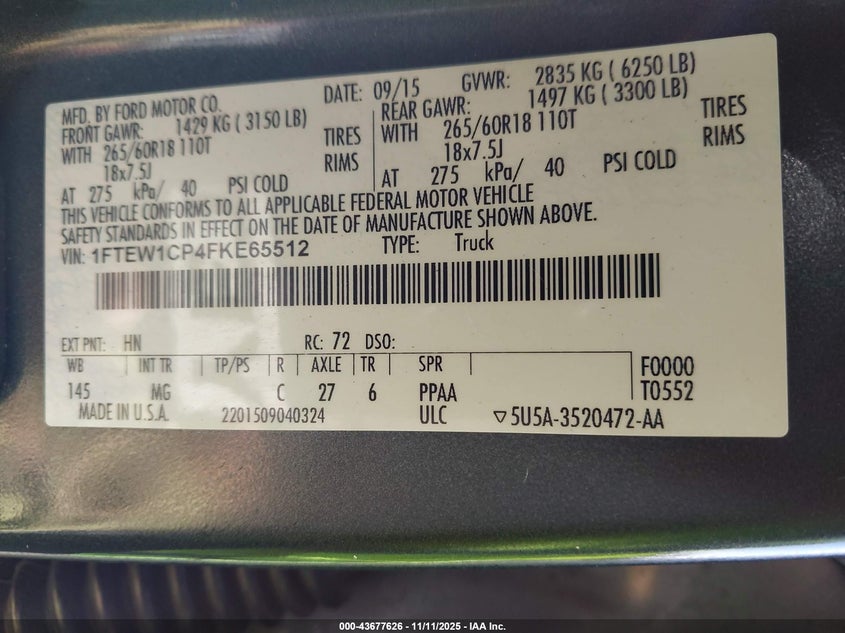 MFD. BY FORD MOTOR CO. DATE: 09/15 GVWR: 2835 KG ( 6250 LB)
FRONT GAWR: 1429 KG ( 3150 LB) REAR GAWR: 1497 KG ( 3300 LB)
WITH 265/60R18 110T TIRES WITH 265/60R18 110T TIRES
18x7.5J RIMS 18x7.5J RIMS
AT 275 kPa/ 40 PSI COLD AT 275 kPa/ 40 PSI COLD
THIS VEHICLE CONFORMS TO ALL APPLICABLE FEDERAL MOTOR VEHICLE
SAFETY STANDARDS IN EFFECT ON THE DATE OF MANUFACTURE SHOWN ABOVE.
VIN: 1FTEW1CP4FKE65512 TYPE: Truck
EXT PNT: HN RC: 72 DSO:
WB INT TR TP/PS R AXLE TR SPR F0000
145 MG C 27 6 PPAA T0552
MADE IN U.S.A. 2201509040324 ULC ▽5U5A-3520472-AA
000-43677626 - 11/11/2025 - IAA Inc.